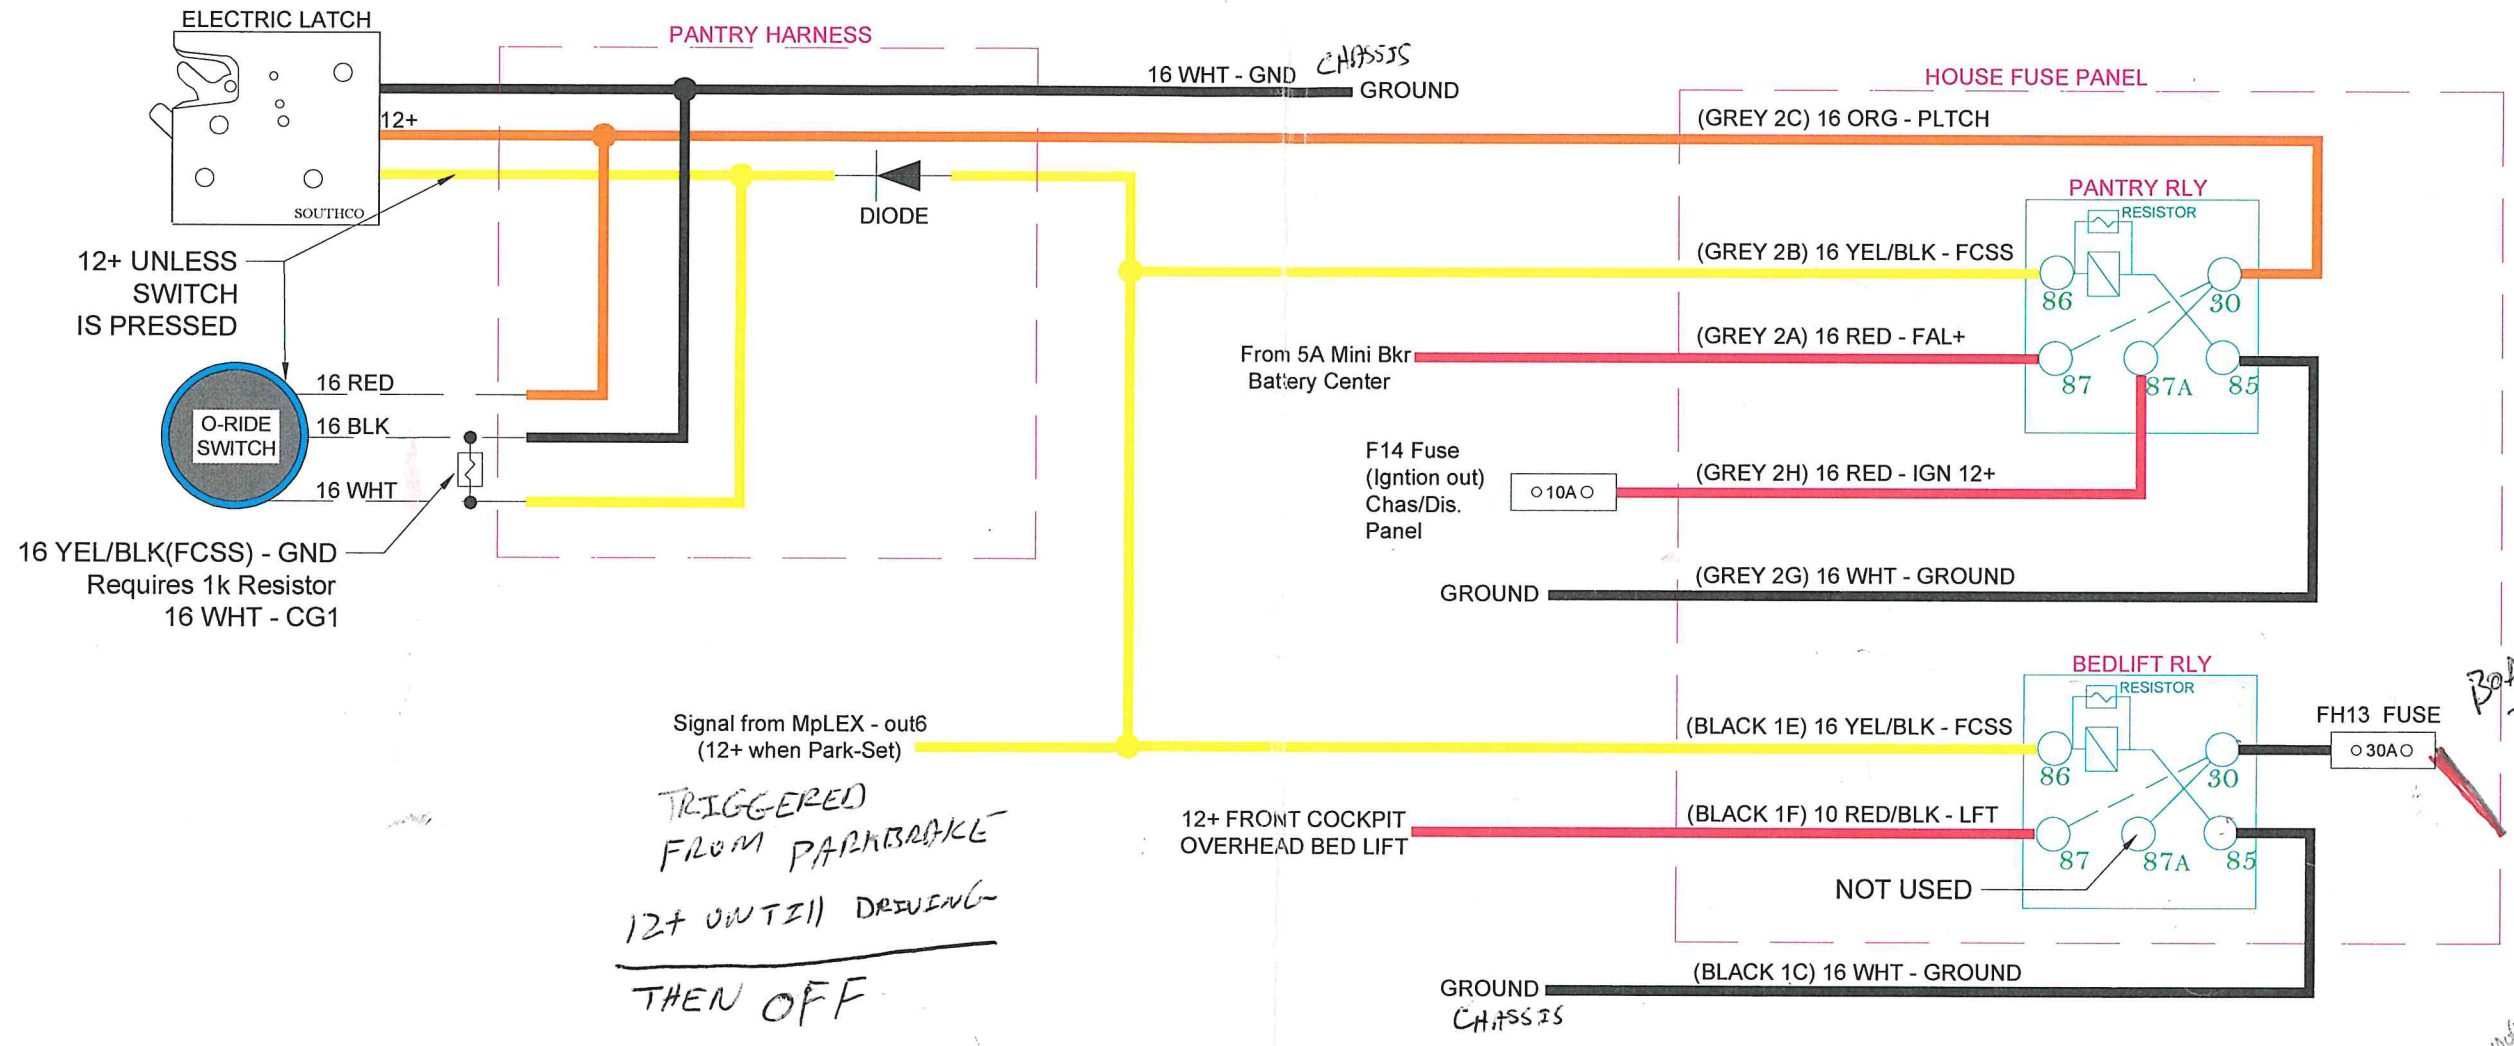 ELECTRIC LATCH
PANTRY HARNESS
16 WHT - GND
CHASSIS
GROUND
HOUSE FUSE PANEL
12+
(GREY 2C) 16 ORG - PLTCH
SOUTHCO
DIODE
PANTRY RLY
RESISTOR
12+ UNLESS
SWITCH
IS PRESSED
(GREY 2B) 16 YEL/BLK - FCSS
86
30
From 5A Mini Bkr
Battery Center
(GREY 2A) 16 RED - FAL+
87
87A
85
O-RIDE
SWITCH
16 RED
16 BLK
16 WHT
F14 Fuse
(Igntion out)
Chas/Dis.
Panel
10A
(GREY 2H) 16 RED - IGN 12+
16 YEL/BLK(FCSS) - GND
Requires 1k Resistor
16 WHT - CG1
GROUND
(GREY 2G) 16 WHT - GROUND
BEDLIFT RLY
RESISTOR
Signal from MpLEX - out6
(12+ when Park-Set)
(BLACK 1E) 16 YEL/BLK - FCSS
86
30
FH13 FUSE
30A
TRIGGERED
FROM PARKBRAKE
12+ UNTIll DRIVING
THEN OFF
12+ FRONT COCKPIT
OVERHEAD BED LIFT
(BLACK 1F) 10 RED/BLK - LFT
87
87A
85
NOT USED
GROUND
CHASSIS
(BLACK 1C) 16 WHT - GROUND